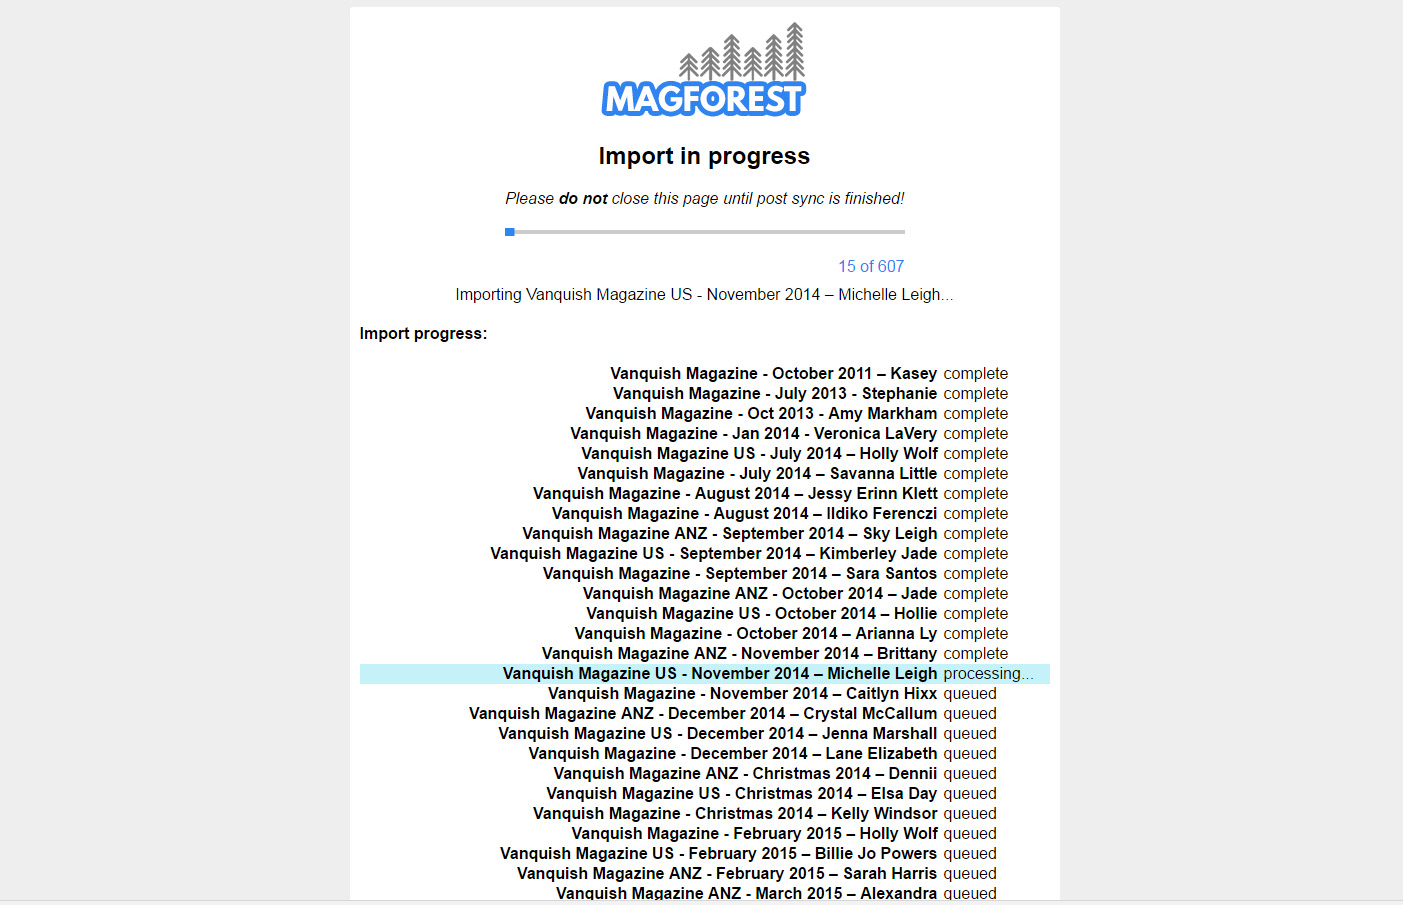 MAGFOREST
Import in progress
Please do not close this page until post sync is finished!
15 of 607
Importing Vanquish Magazine US - November 2014 – Michelle Leigh...
Import progress:
Vanquish Magazine - October 2011 – Kasey complete
Vanquish Magazine - July 2013 - Stephanie complete
Vanquish Magazine - Oct 2013 - Amy Markham complete
Vanquish Magazine - Jan 2014 - Veronica LaVery complete
Vanquish Magazine US - July 2014 – Holly Wolf complete
Vanquish Magazine - July 2014 – Savanna Little complete
Vanquish Magazine - August 2014 – Jessy Erinn Klett complete
Vanquish Magazine - August 2014 – Ildiko Ferenczi complete
Vanquish Magazine ANZ - September 2014 – Sky Leigh complete
Vanquish Magazine US - September 2014 – Kimberley Jade complete
Vanquish Magazine - September 2014 – Sara Santos complete
Vanquish Magazine ANZ - October 2014 – Jade complete
Vanquish Magazine US - October 2014 – Hollie complete
Vanquish Magazine - October 2014 – Arianna Ly complete
Vanquish Magazine ANZ - November 2014 – Brittany complete
Vanquish Magazine US - November 2014 – Michelle Leigh processing...
Vanquish Magazine - November 2014 – Caitlyn Hixx queued
Vanquish Magazine ANZ - December 2014 – Crystal McCallum queued
Vanquish Magazine US - December 2014 – Jenna Marshall queued
Vanquish Magazine - December 2014 – Lane Elizabeth queued
Vanquish Magazine ANZ - Christmas 2014 – Dennii queued
Vanquish Magazine US - Christmas 2014 – Elsa Day queued
Vanquish Magazine - Christmas 2014 – Kelly Windsor queued
Vanquish Magazine - February 2015 – Holly Wolf queued
Vanquish Magazine US - February 2015 – Billie Jo Powers queued
Vanquish Magazine ANZ - February 2015 – Sarah Harris queued
Vanquish Magazine ANZ - March 2015 – Alexandra queued